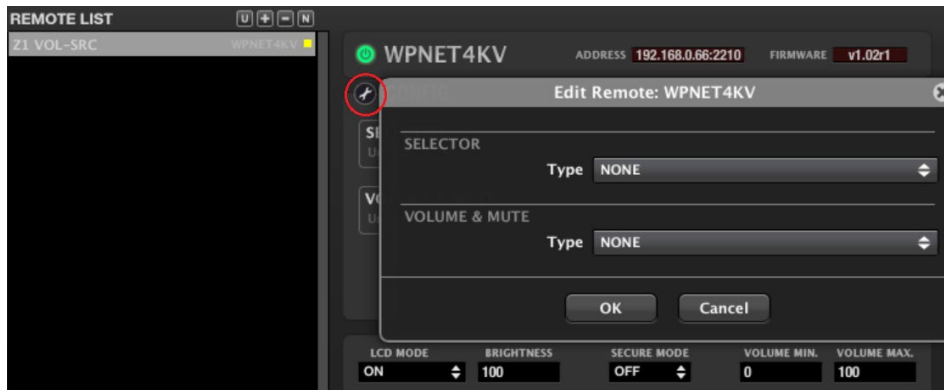 REMOTE LIST U + - N
Z1 VOL-SRC WPNET4KV
WPNET4KV ADDRESS 192.168.0.66:2210 FIRMWARE v1.02r1
Edit Remote: WPNET4KV
SELECTOR
Type NONE
VOLUME & MUTE
Type NONE
OK Cancel
LCD MODE BRIGHTNESS SECURE MODE VOLUME MIN. VOLUME MAX.
ON 100 OFF 0 100